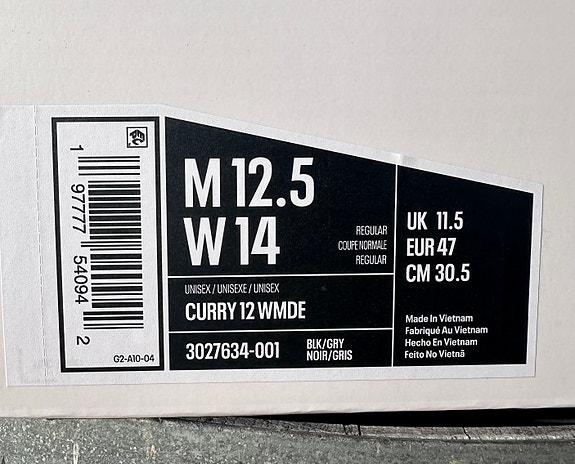 1 97777 54094 2
G2-A10-04
M 12.5
W 14
REGULAR
COUPE NORMALE
REGULAR
UNISEX / UNISEXE / UNISEX
CURRY 12 WMDE
3027634-001
BLK/GRY
NOIR/GRIS
UK 11.5
EUR 47
CM 30.5
Made In Vietnam
Fabriqué Au Vietnam
Hecho En Vietnam
Feito No Vietnã